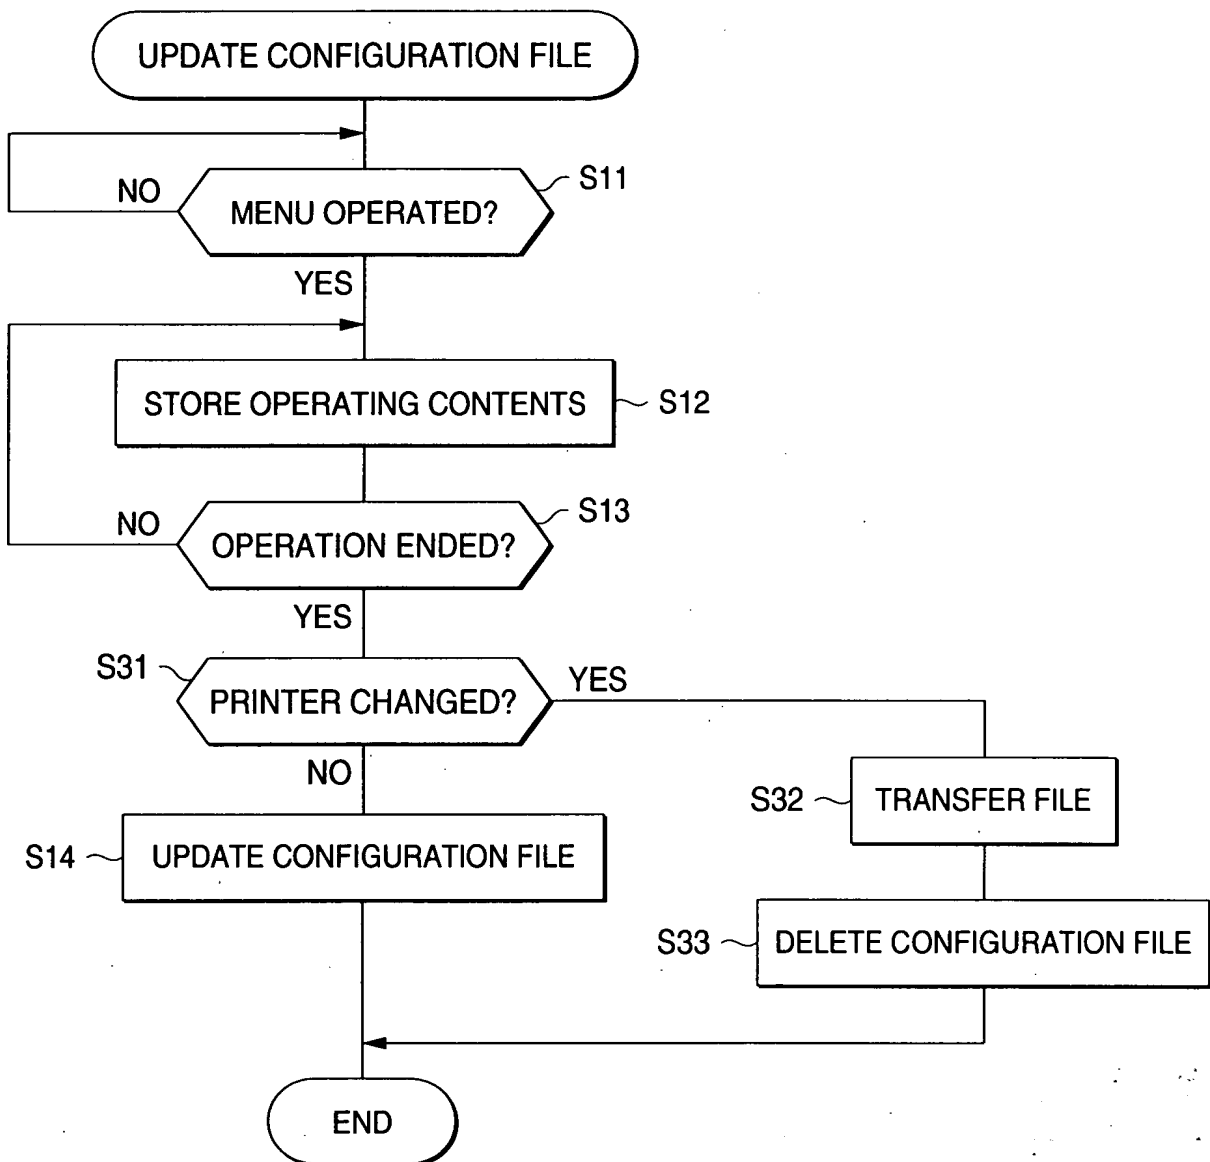 UPDATE CONFIGURATION FILE
S11
NO
MENU OPERATED?
YES
STORE OPERATING CONTENTS
S12
S13
NO
OPERATION ENDED?
YES
S31
PRINTER CHANGED?
YES
NO
S32
TRANSFER FILE
S14
UPDATE CONFIGURATION FILE
S33
DELETE CONFIGURATION FILE
END